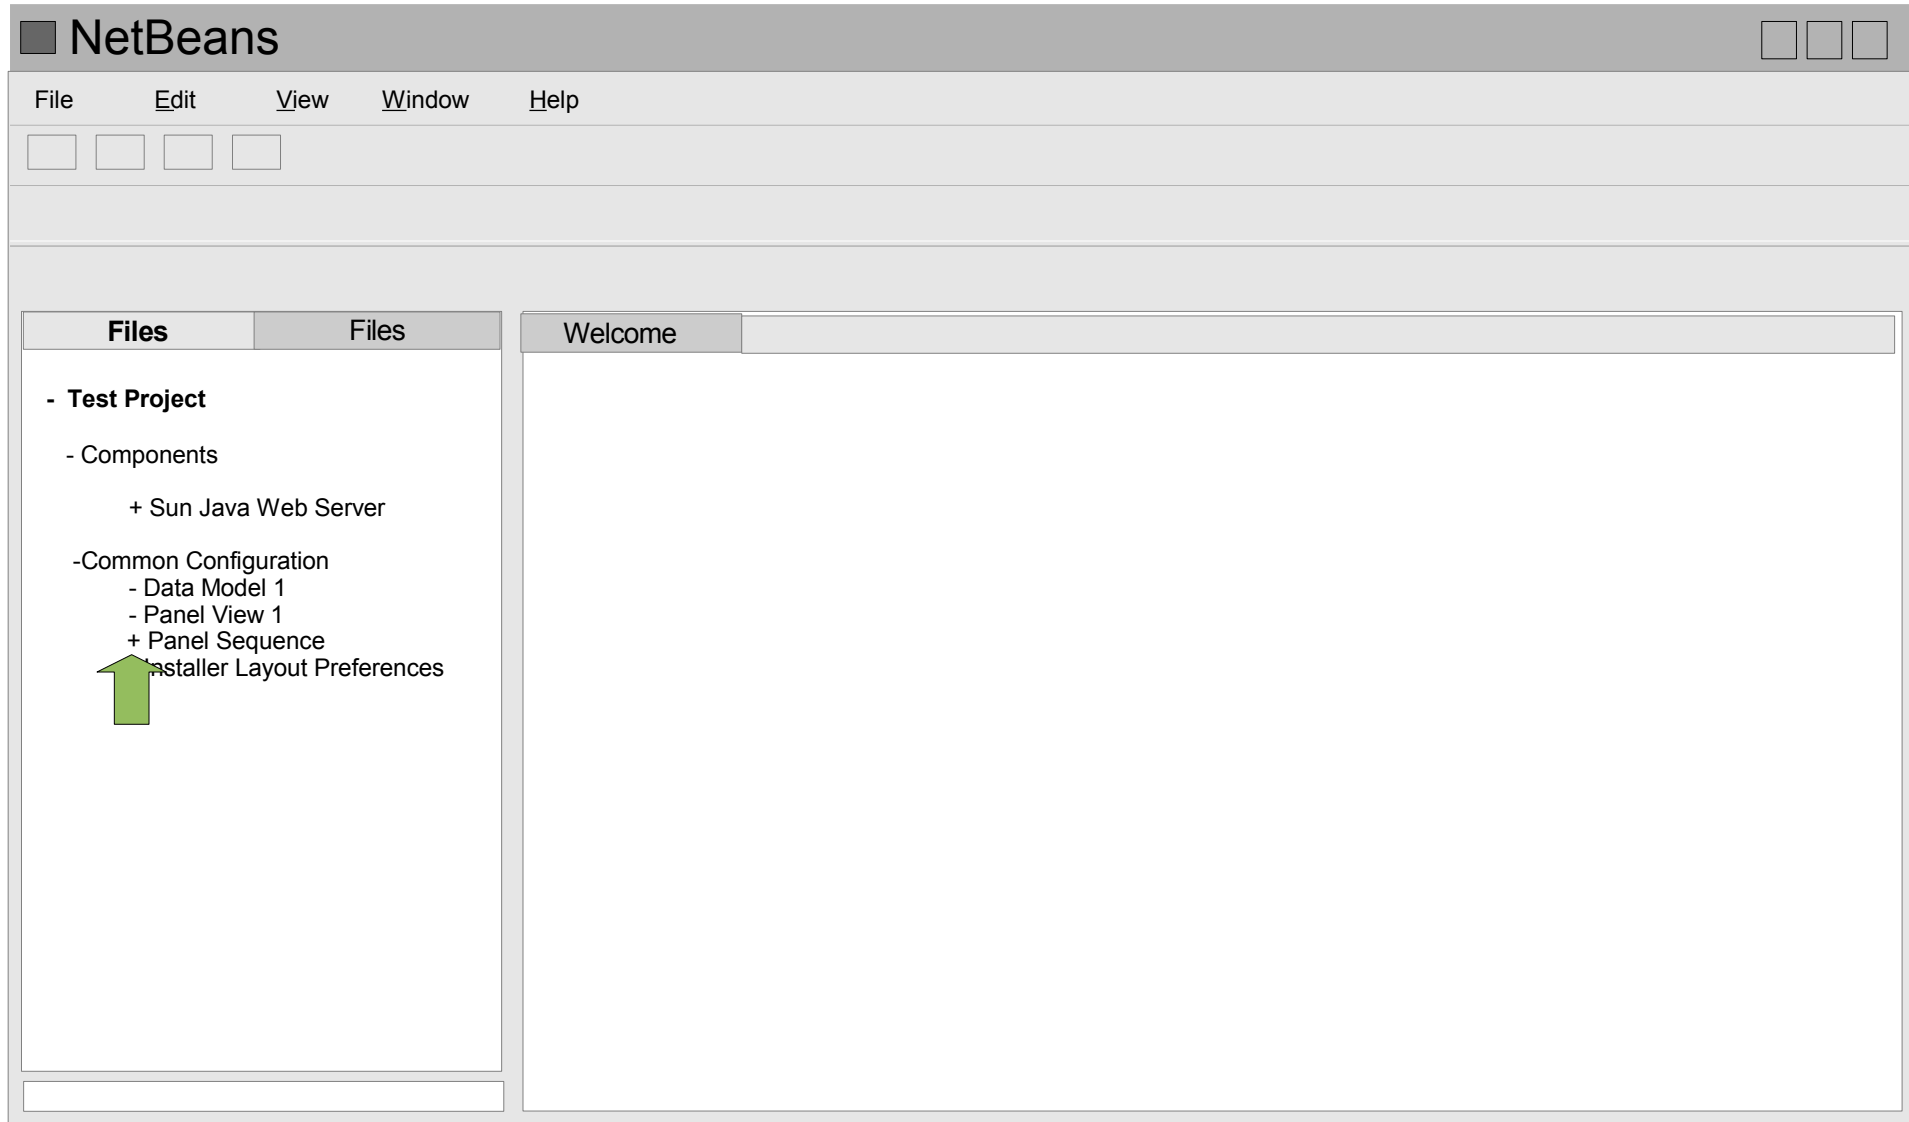 NetBeans
File Edit View Window Help
Files Files Welcome
- Test Project
- Components
+ Sun Java Web Server
-Common Configuration
- Data Model 1
- Panel View 1
+ Panel Sequence
Installer Layout Preferences